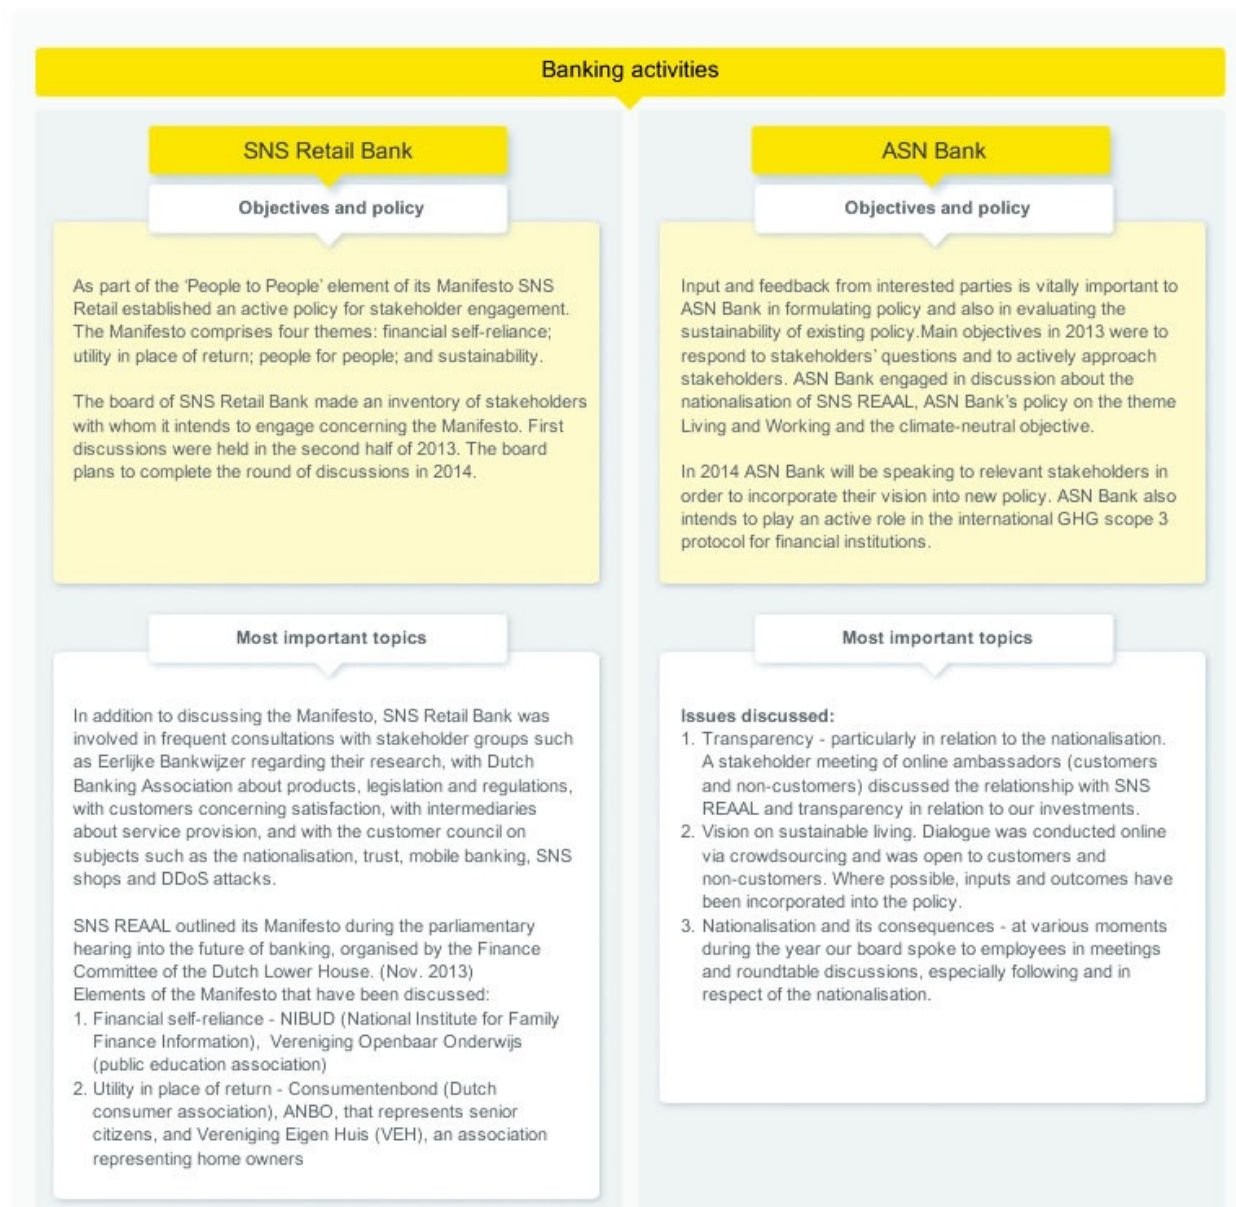 Banking activities
SNS Retail Bank
Objectives and policy
As part of the ‘People to People’ element of its Manifesto SNS
Retail established an active policy for stakeholder engagement.
The Manifesto comprises four themes: financial self-reliance;
utility in place of return; people for people; and sustainability.
The board of SNS Retail Bank made an inventory of stakeholders
with whom it intends to engage concerning the Manifesto. First
discussions were held in the second half of 2013. The board
plans to complete the round of discussions in 2014.
Most important topics
In addition to discussing the Manifesto, SNS Retail Bank was
involved in frequent consultations with stakeholder groups such
as Eerlijke Bankwijzer regarding their research, with Dutch
Banking Association about products, legislation and regulations,
with customers concerning satisfaction, with intermediaries
about service provision, and with the customer council on
subjects such as the nationalisation, trust, mobile banking, SNS
shops and DDoS attacks.
SNS REAAL outlined its Manifesto during the parliamentary
hearing into the future of banking, organised by the Finance
Committee of the Dutch Lower House. (Nov. 2013)
Elements of the Manifesto that have been discussed:
1. Financial self-reliance - NIBUD (National Institute for Family
Finance Information), Vereniging Openbaar Onderwijs
(public education association)
2. Utility in place of return - Consumentenbond (Dutch
consumer association), ANBO, that represents senior
citizens, and Vereniging Eigen Huis (VEH), an association
representing home owners
ASN Bank
Objectives and policy
Input and feedback from interested parties is vitally important to
ASN Bank in formulating policy and also in evaluating the
sustainability of existing policy.Main objectives in 2013 were to
respond to stakeholders’ questions and to actively approach
stakeholders. ASN Bank engaged in discussion about the
nationalisation of SNS REAAL, ASN Bank’s policy on the theme
Living and Working and the climate-neutral objective.
In 2014 ASN Bank will be speaking to relevant stakeholders in
order to incorporate their vision into new policy. ASN Bank also
intends to play an active role in the international GHG scope 3
protocol for financial institutions.
Most important topics
Issues discussed:
1. Transparency - particularly in relation to the nationalisation.
A stakeholder meeting of online ambassadors (customers
and non-customers) discussed the relationship with SNS
REAAL and transparency in relation to our investments.
2. Vision on sustainable living. Dialogue was conducted online
via crowdsourcing and was open to customers and
non-customers. Where possible, inputs and outcomes have
been incorporated into the policy.
3. Nationalisation and its consequences - at various moments
during the year our board spoke to employees in meetings
and roundtable discussions, especially following and in
respect of the nationalisation.